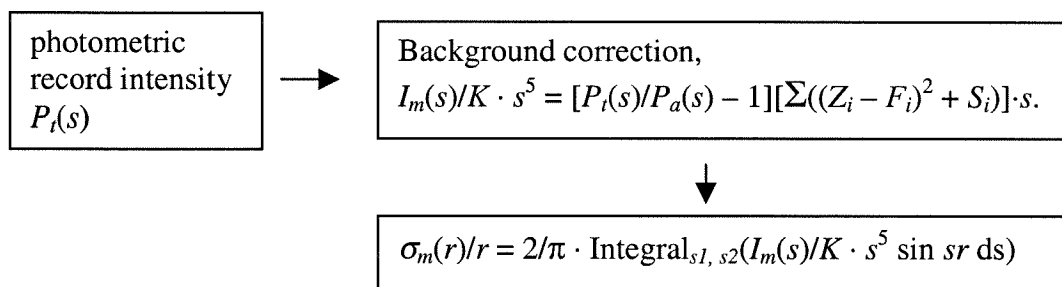 photometric
record intensity
Pₜ(s)
Background correction,
Iₘ(s)/K · s⁵ = [Pₜ(s)/Pₐ(s) – 1][Σ((Zᵢ – Fᵢ)² + Sᵢ)]·s.
σₘ(r)/r = 2/π · Integralₛ₁, ₛ₂(Iₘ(s)/K · s⁵ sin sr ds)